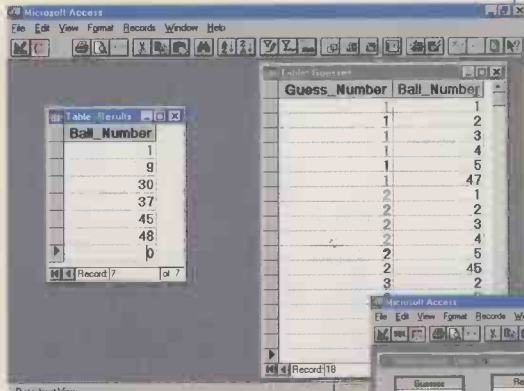 Microsoft Access
File Edit View Format Records Window Help
Table: Results
Ball_Number
1
9
30
37
45
48
0
Record: 7 of 7
Table: Guesses
Guess_Number Ball_Number
1 1
1 2
1 3
1 4
1 5
1 47
2 1
2 2
2 3
2 4
2 5
2 45
3 2
Record: 18
Datasheet View
Microsoft Access
File Edit View Format Records
Guesses